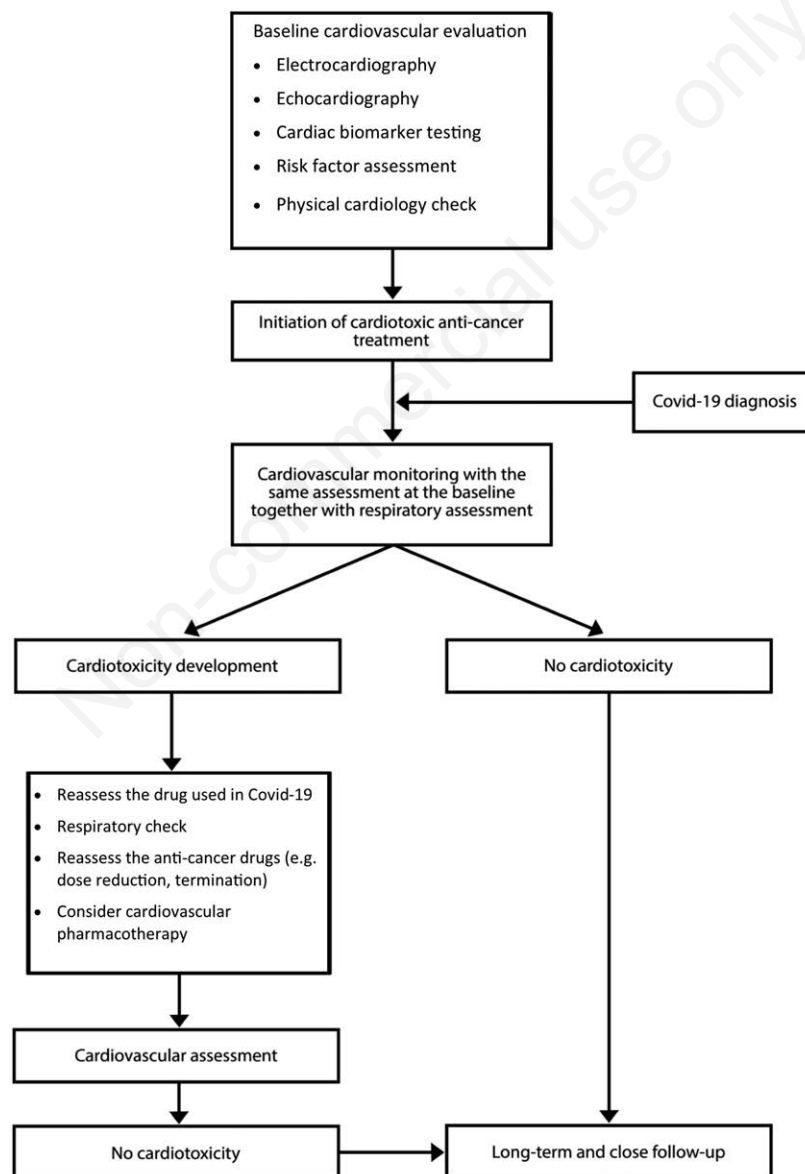 Baseline cardiovascular evaluation
• Electrocardiography
• Echocardiography
• Cardiac biomarker testing
• Risk factor assessment
• Physical cardiology check
Initiation of cardiotoxic anti-cancer
treatment
Covid-19 diagnosis
Cardiovascular monitoring with the
same assessment at the baseline
together with respiratory assessment
Cardiotoxicity development
No cardiotoxicity
• Reassess the drug used in Covid-19
• Respiratory check
• Reassess the anti-cancer drugs (e.g.
dose reduction, termination)
• Consider cardiovascular
pharmacotherapy
Cardiovascular assessment
No cardiotoxicity
Long-term and close follow-up
Non-commercial use only